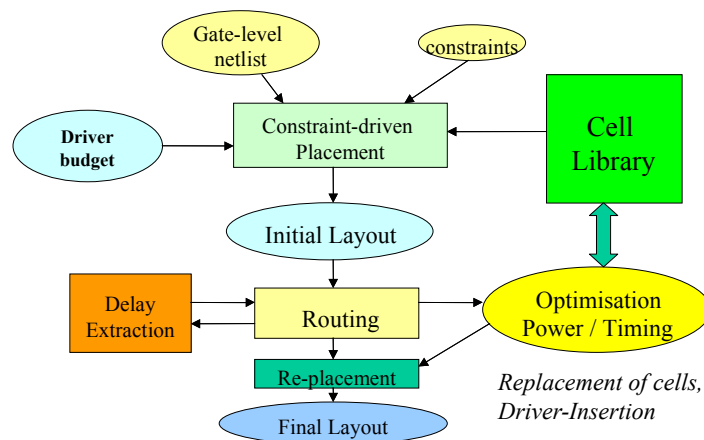 Gate-level
netlist
constraints
Driver
budget
Constraint-driven
Placement
Cell
Library
Initial Layout
Delay
Extraction
Routing
Optimisation
Power / Timing
Re-placement
Replacement of cells,
Driver-Insertion
Final Layout